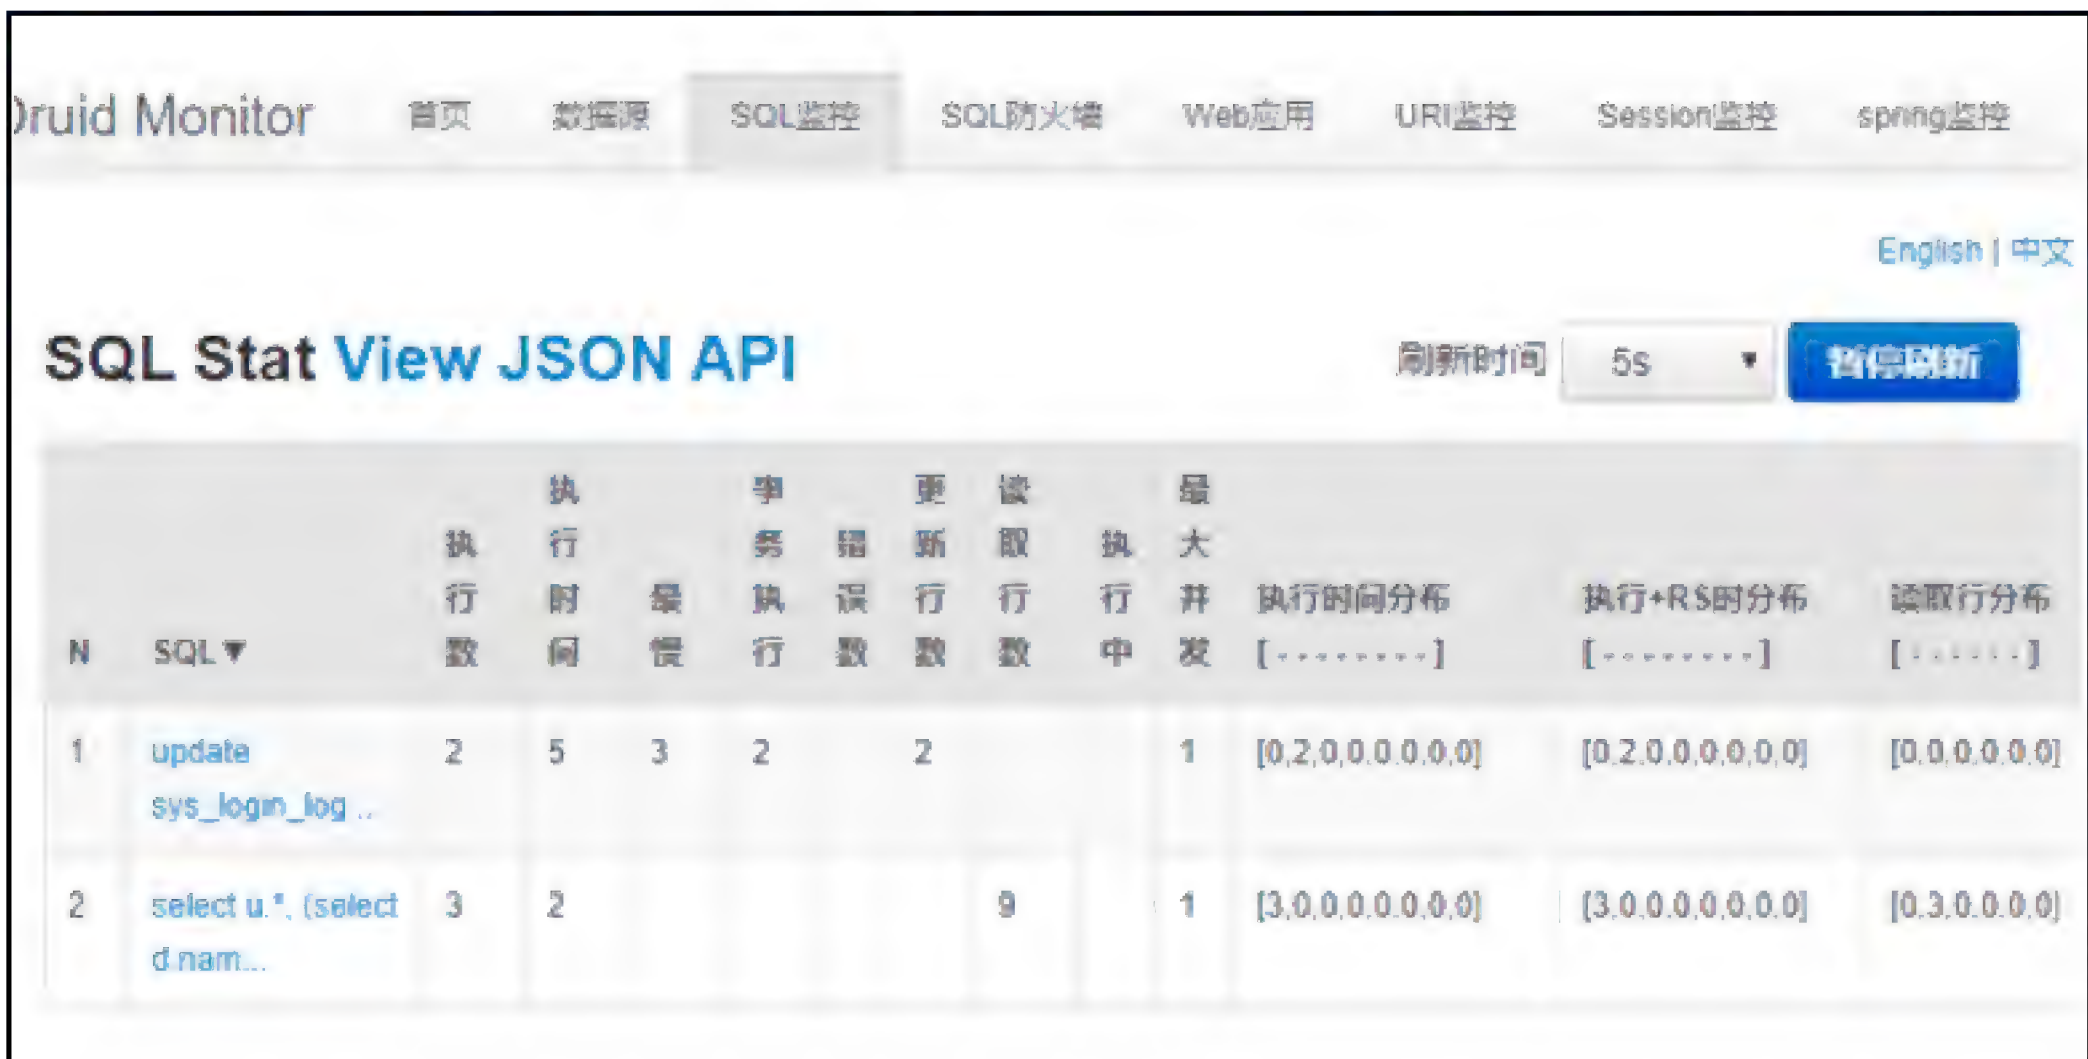 Druid Monitor 首页 数据源 SQL监控 SQL防火墙 Web应用 URI监控 Session监控 spring监控
English | 中文
SQL Stat View JSON API 刷新时间 5s 暂停刷新
N SQL▼ 执行数 执行时间 最慢 事务执行 错误数 更新行数 读取行数 执行中 最大并发 执行时间分布 执行+RS时分布 读取行分布
[--------] [--------] [------]
1 update 2 5 3 2 2 1 [0,2,0,0,0,0,0,0] [0,2,0,0,0,0,0,0] [0,0,0,0,0,0]
sys_login_log ..
2 select u.*, (select 3 2 9 1 [3,0,0,0,0,0,0,0] [3,0,0,0,0,0,0,0] [0,3,0,0,0,0]
d.nam...